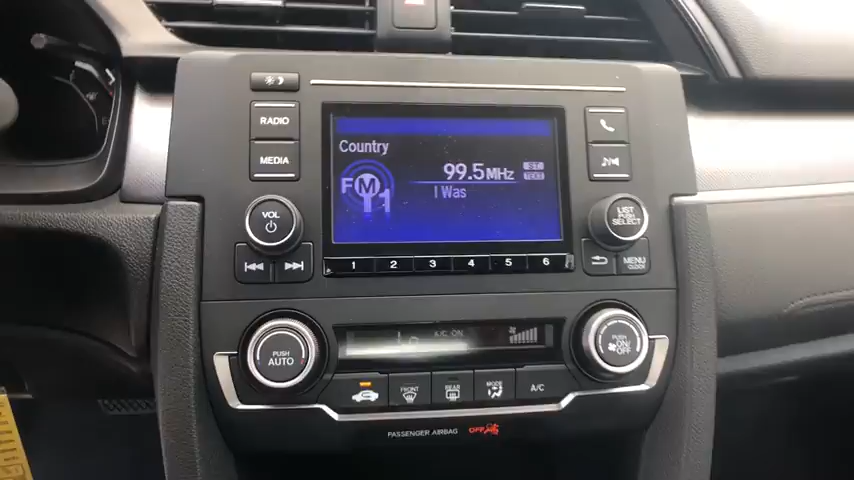 RADIO
MEDIA
VOL
Country
FM1
99.5MHz
ST
TEXT
I Was
LIST
PUSH
SELECT
1 2 3 4 5 6
MENU
CLOCK
PUSH
AUTO
Lo
A/C ON
PUSH
ON/
OFF
FRONT
REAR
MODE
A/C
PASSENGER AIRBAG
OFF